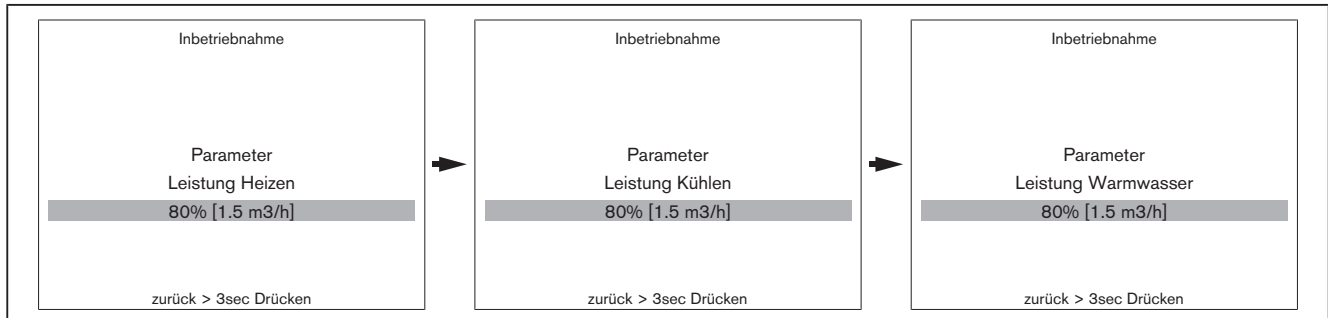 Inbetriebnahme
Parameter
Leistung Heizen
80% [1.5 m3/h]
zurück > 3sec Drücken
Inbetriebnahme
Parameter
Leistung Kühlen
80% [1.5 m3/h]
zurück > 3sec Drücken
Inbetriebnahme
Parameter
Leistung Warmwasser
80% [1.5 m3/h]
zurück > 3sec Drücken